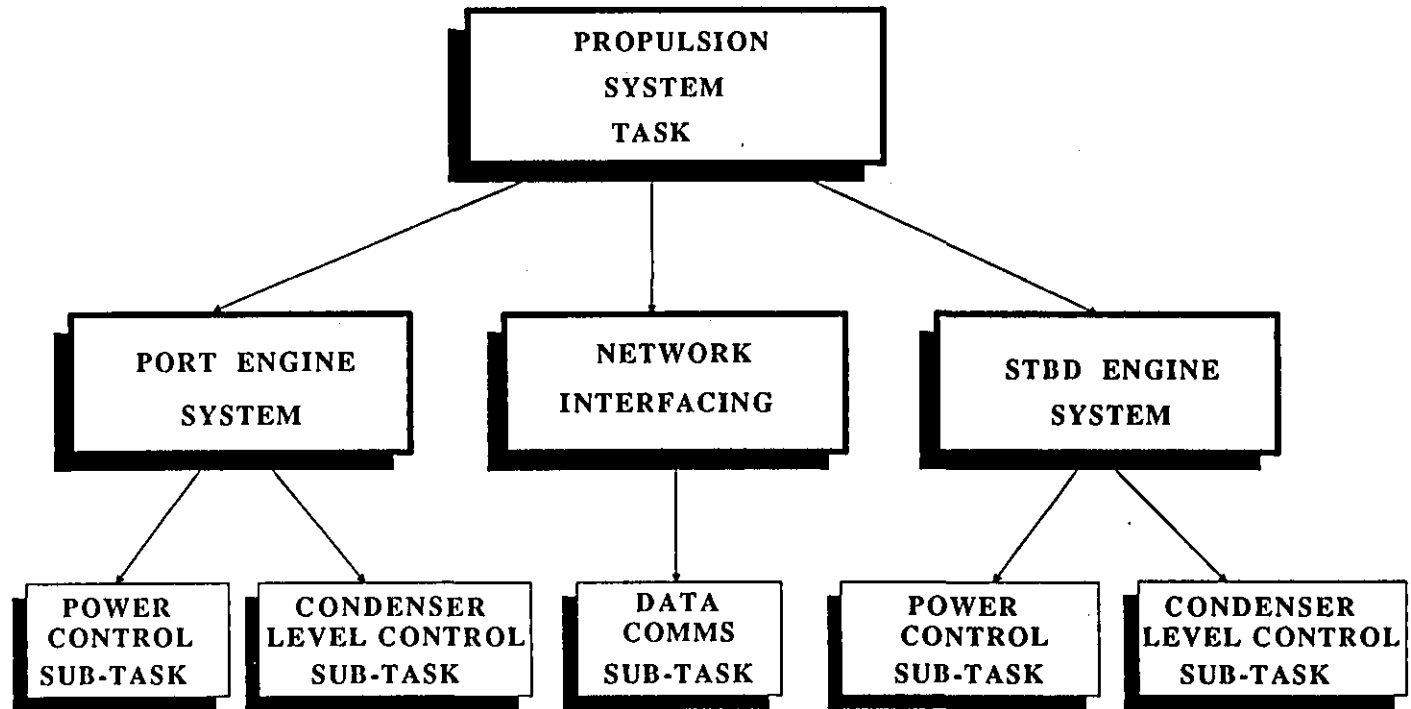 PROPULSION
SYSTEM
TASK
PORT ENGINE
SYSTEM
NETWORK
INTERFACING
STBD ENGINE
SYSTEM
POWER
CONTROL
SUB-TASK
CONDENSER
LEVEL CONTROL
SUB-TASK
DATA
COMMS
SUB-TASK
POWER
CONTROL
SUB-TASK
CONDENSER
LEVEL CONTROL
SUB-TASK